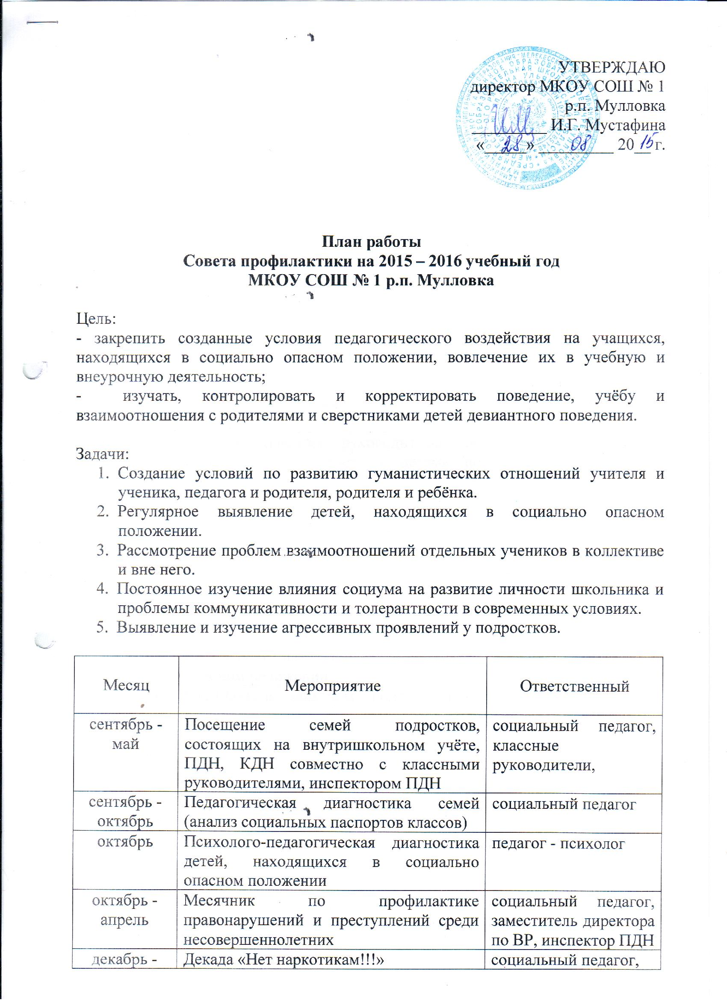 УТВЕРЖДАЮ
директор МКОУ СОШ № 1
р.п. Мулловка
____________ И.Г. Мустафина
«28» 08 2015 г.
План работы
Совета профилактики на 2015 – 2016 учебный год
МКОУ СОШ № 1 р.п. Мулловка
Цель:
- закрепить созданные условия педагогического воздействия на учащихся,
находящихся в социально опасном положении, вовлечение их в учебную и
внеурочную деятельность;
- изучать, контролировать и корректировать поведение, учёбу и
взаимоотношения с родителями и сверстниками детей девиантного поведения.
Задачи:
1. Создание условий по развитию гуманистических отношений учителя и
ученика, педагога и родителя, родителя и ребёнка.
2. Регулярное выявление детей, находящихся в социально опасном
положении.
3. Рассмотрение проблем взаимоотношений отдельных учеников в коллективе
и вне него.
4. Постоянное изучение влияния социума на развитие личности школьника и
проблемы коммуникативности и толерантности в современных условиях.
5. Выявление и изучение агрессивных проявлений у подростков.
Месяц
Мероприятие
Ответственный
сентябрь -
май
Посещение семей подростков,
состоящих на внутришкольном учёте,
ПДН, КДН совместно с классными
руководителями, инспектором ПДН
социальный педагог,
классные
руководители,
сентябрь -
октябрь
Педагогическая диагностика семей
(анализ социальных паспортов классов)
социальный педагог
октябрь
Психолого-педагогическая диагностика
детей, находящихся в социально
опасном положении
педагог - психолог
октябрь -
апрель
Месячник по профилактике
правонарушений и преступлений среди
несовершеннолетних
социальный педагог,
заместитель директора
по ВР, инспектор ПДН
декабрь -
Декада «Нет наркотикам!!!»
социальный педагог,